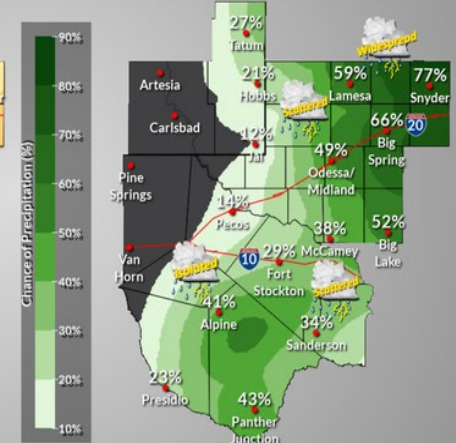 Chance of Precipitation (%)
90%
80%
70%
60%
50%
40%
30%
20%
10%
27%
Tatum
Widespread
Artesia
21%
Hobbs
Scattered
59%
Lamesa
77%
Snyder
Carlsbad
12%
Jal
66%
Big
Spring
20
49%
Odessa/
Midland
Pine
Springs
14%
Pecos
38%
McCamey
52%
Big
Lake
Van
Horn
Isolated
10
29%
Fort
Stockton
Scattered
41%
Alpine
34%
Sanderson
23%
Presidio
43%
Panther
Junction